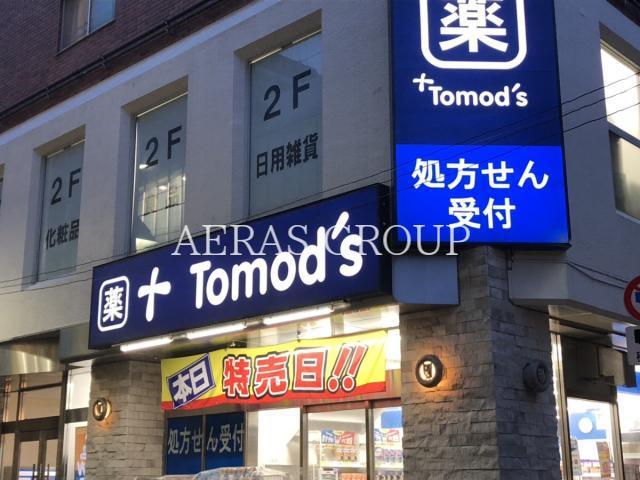 薬
+Tomod's
処方せん
受付
2F
日用雑貨
2F
2F
化粧品
AERAS GROUP
薬 + Tomod's
本日 特売日!!
処方せん受付